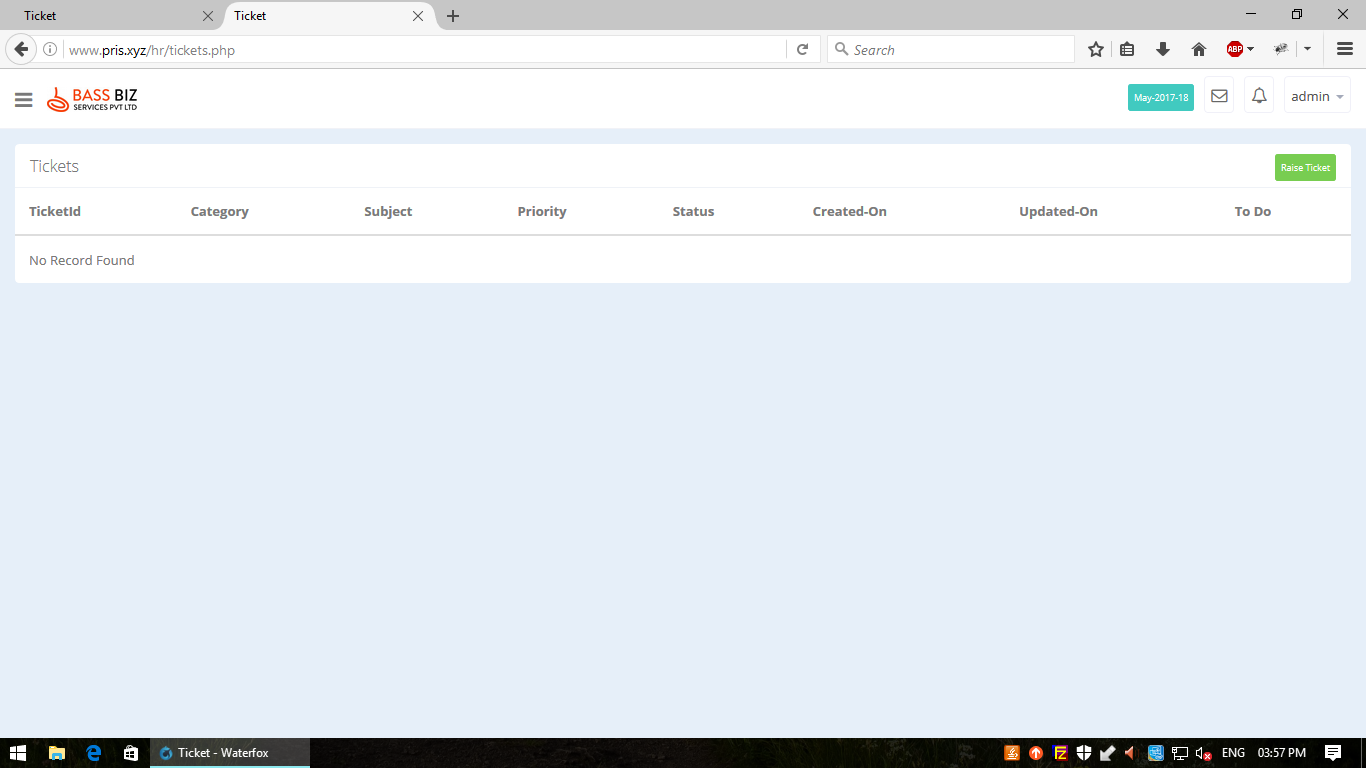 Ticket
Ticket
www.pris.xyz/hr/tickets.php
Search
ABP
BASS BIZ
SERVICES PVT LTD
May-2017-18
admin
Tickets
Raise Ticket
TicketId Category Subject Priority Status Created-On Updated-On To Do
No Record Found
Ticket - Waterfox
ENG
03:57 PM